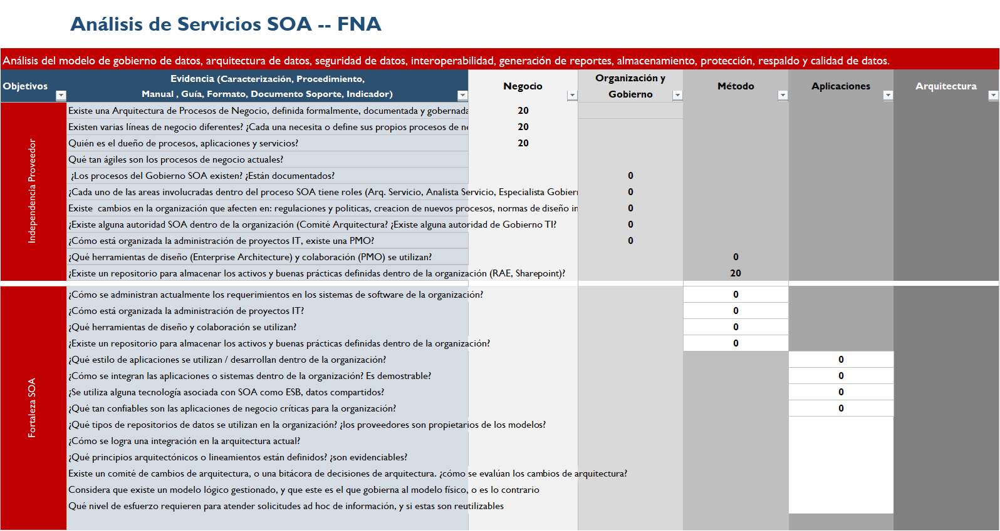 Análisis de Servicios SOA -- FNA
Análisis del modelo de gobierno de datos, arquitectura de datos, seguridad de datos, interoperabilidad, generación de reportes, almacenamiento, protección, respaldo y calidad de datos.
Objetivos
Evidencia (Caracterización, Procedimiento,
Manual , Guía, Formato, Documento Soporte, Indicador)
Negocio
Organización y
Gobierno
Método
Aplicaciones
Arquitectura
Independencia Proveedor
Existe una Arquitectura de Procesos de Negocio, definida formalmente, documentada y gobernada 20
Existen varias líneas de negocio diferentes? ¿Cada una necesita o define sus propios procesos de ne 20
Quién es el dueño de procesos, aplicaciones y servicios? 20
Qué tan ágiles son los procesos de negocio actuales?
¿Los procesos del Gobierno SOA existen? ¿Están documentados? 0
¿Cada uno de las areas involucradas dentro del proceso SOA tiene roles (Arq. Servicio, Analista Servicio, Especialista Gobiern 0
Existe  cambios en la organización que afecten en: regulaciones y politicas, creacion de nuevos procesos, normas de diseño in 0
¿Existe alguna autoridad SOA dentro de la organización (Comité Arquitectura? ¿Existe alguna autoridad de Gobierno TI? 0
¿Cómo está organizada la administración de proyectos IT, existe una PMO? 0
¿Qué herramientas de diseño (Enterprise Architecture) y colaboración (PMO) se utilizan? 0
¿Existe un repositorio para almacenar los activos y buenas prácticas definidas dentro de la organización (RAE, Sharepoint)? 20
Fortaleza SOA
¿Cómo se administran actualmente los requerimientos en los sistemas de software de la organización? 0
¿Cómo está organizada la administración de proyectos IT? 0
¿Qué herramientas de diseño y colaboración se utilizan? 0
¿Existe un repositorio para almacenar los activos y buenas prácticas definidas dentro de la organización? 0
¿Qué estilo de aplicaciones se utilizan / desarrollan dentro de la organización? 0
¿Cómo se integran las aplicaciones o sistemas dentro de la organización? Es demostrable? 0
¿Se utiliza alguna tecnología asociada con SOA como ESB, datos compartidos? 0
¿Qué tan confiables son las aplicaciones de negocio críticas para la organización? 0
¿Qué tipos de repositorios de datos se utilizan en la organización? ¿los proveedores son propietarios de los modelos?
¿Cómo se logra una integración en la arquitectura actual?
¿Qué principios arquitectónicos o lineamientos están definidos? ¿son evidenciables?
Existe un comité de cambios de arquitectura, o una bitácora de decisiones de arquitectura. ¿cómo se evalúan los cambios de arquitectura?
Considera que existe un modelo lógico gestionado, y que este es el que gobierna al modelo físico, o es lo contrario
Qué nivel de esfuerzo requieren para atender solicitudes ad hoc de información, y si estas son reutilizables